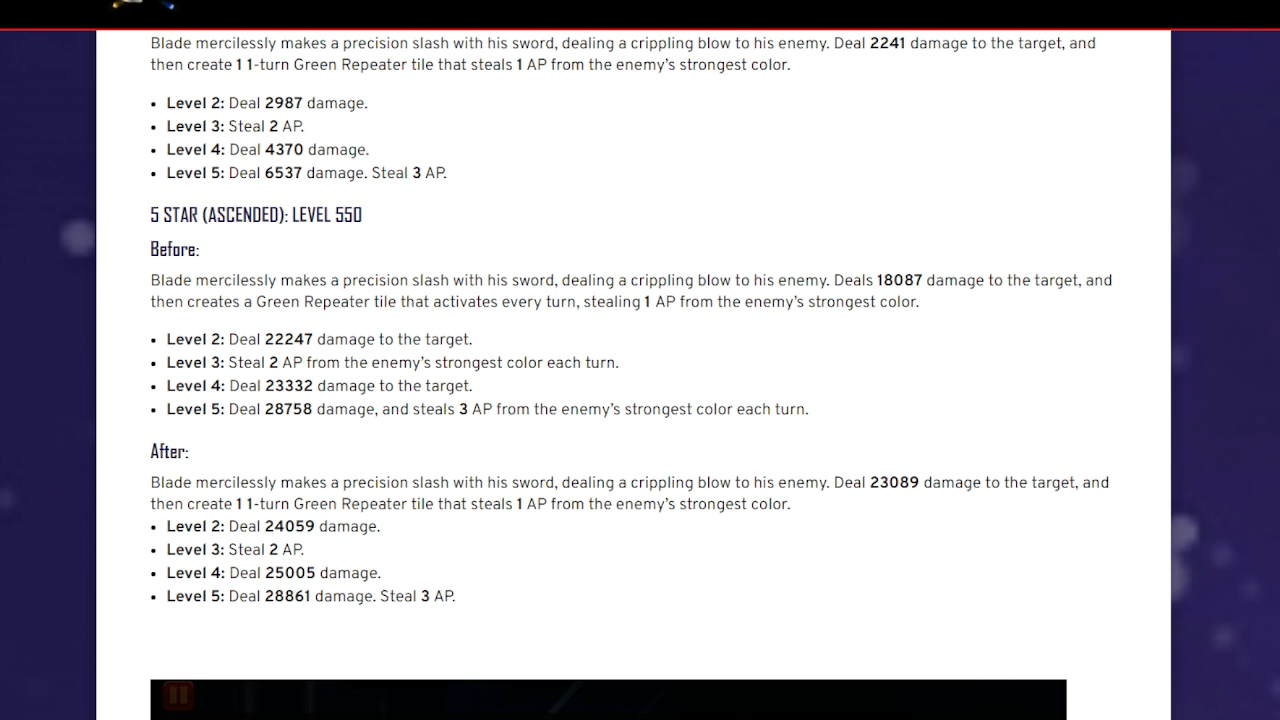 Blade mercilessly makes a precision slash with his sword, dealing a crippling blow to his enemy. Deal 2241 damage to the target, and
then create 1 1-turn Green Repeater tile that steals 1 AP from the enemy's strongest color.
• Level 2: Deal 2987 damage.
• Level 3: Steal 2 AP.
• Level 4: Deal 4370 damage.
• Level 5: Deal 6537 damage. Steal 3 AP.
5 STAR (ASCENDED): LEVEL 550
Before:
Blade mercilessly makes a precision slash with his sword, dealing a crippling blow to his enemy. Deals 18087 damage to the target, and
then creates a Green Repeater tile that activates every turn, stealing 1 AP from the enemy's strongest color.
• Level 2: Deal 22247 damage to the target.
• Level 3: Steal 2 AP from the enemy's strongest color each turn.
• Level 4: Deal 23332 damage to the target.
• Level 5: Deal 28758 damage, and steals 3 AP from the enemy's strongest color each turn.
After:
Blade mercilessly makes a precision slash with his sword, dealing a crippling blow to his enemy. Deal 23089 damage to the target, and
then create 1 1-turn Green Repeater tile that steals 1 AP from the enemy's strongest color.
• Level 2: Deal 24059 damage.
• Level 3: Steal 2 AP.
• Level 4: Deal 25005 damage.
• Level 5: Deal 28861 damage. Steal 3 AP.